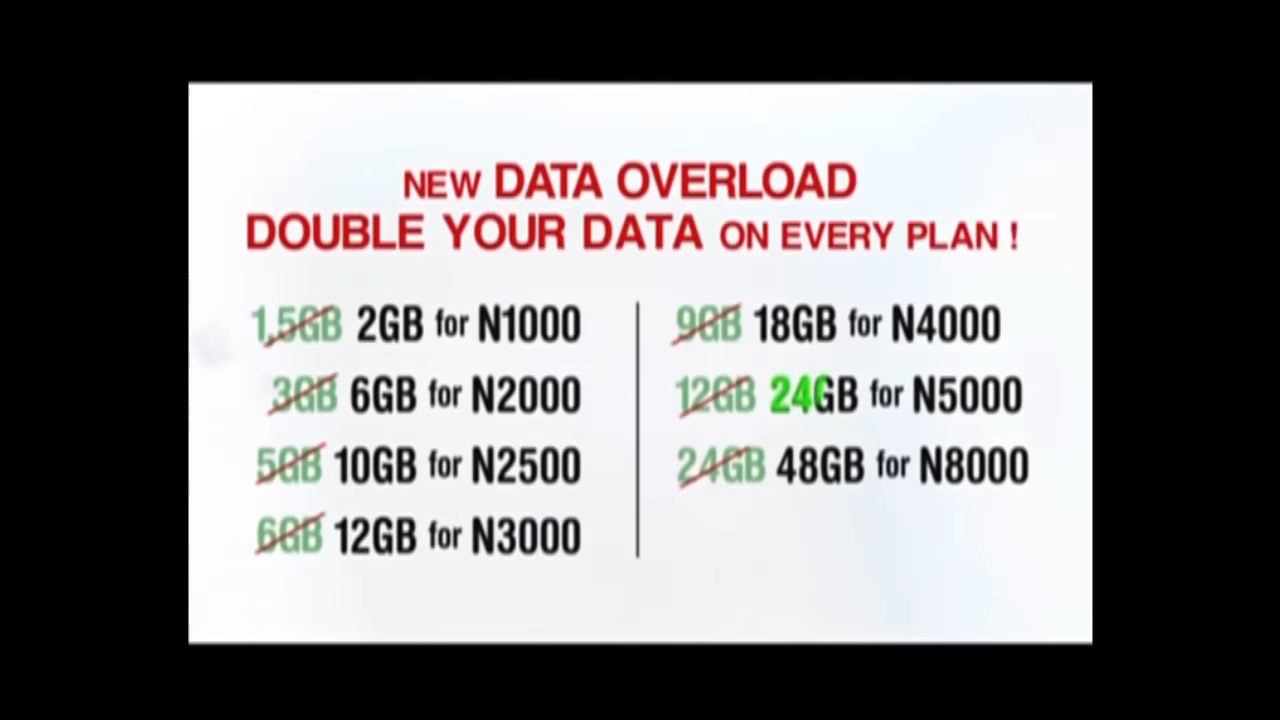 NEW DATA OVERLOAD
DOUBLE YOUR DATA ON EVERY PLAN !
1.5GB 2GB for N1000
3GB 6GB for N2000
5GB 10GB for N2500
6GB 12GB for N3000
9GB 18GB for N4000
12GB 24GB for N5000
24GB 48GB for N8000